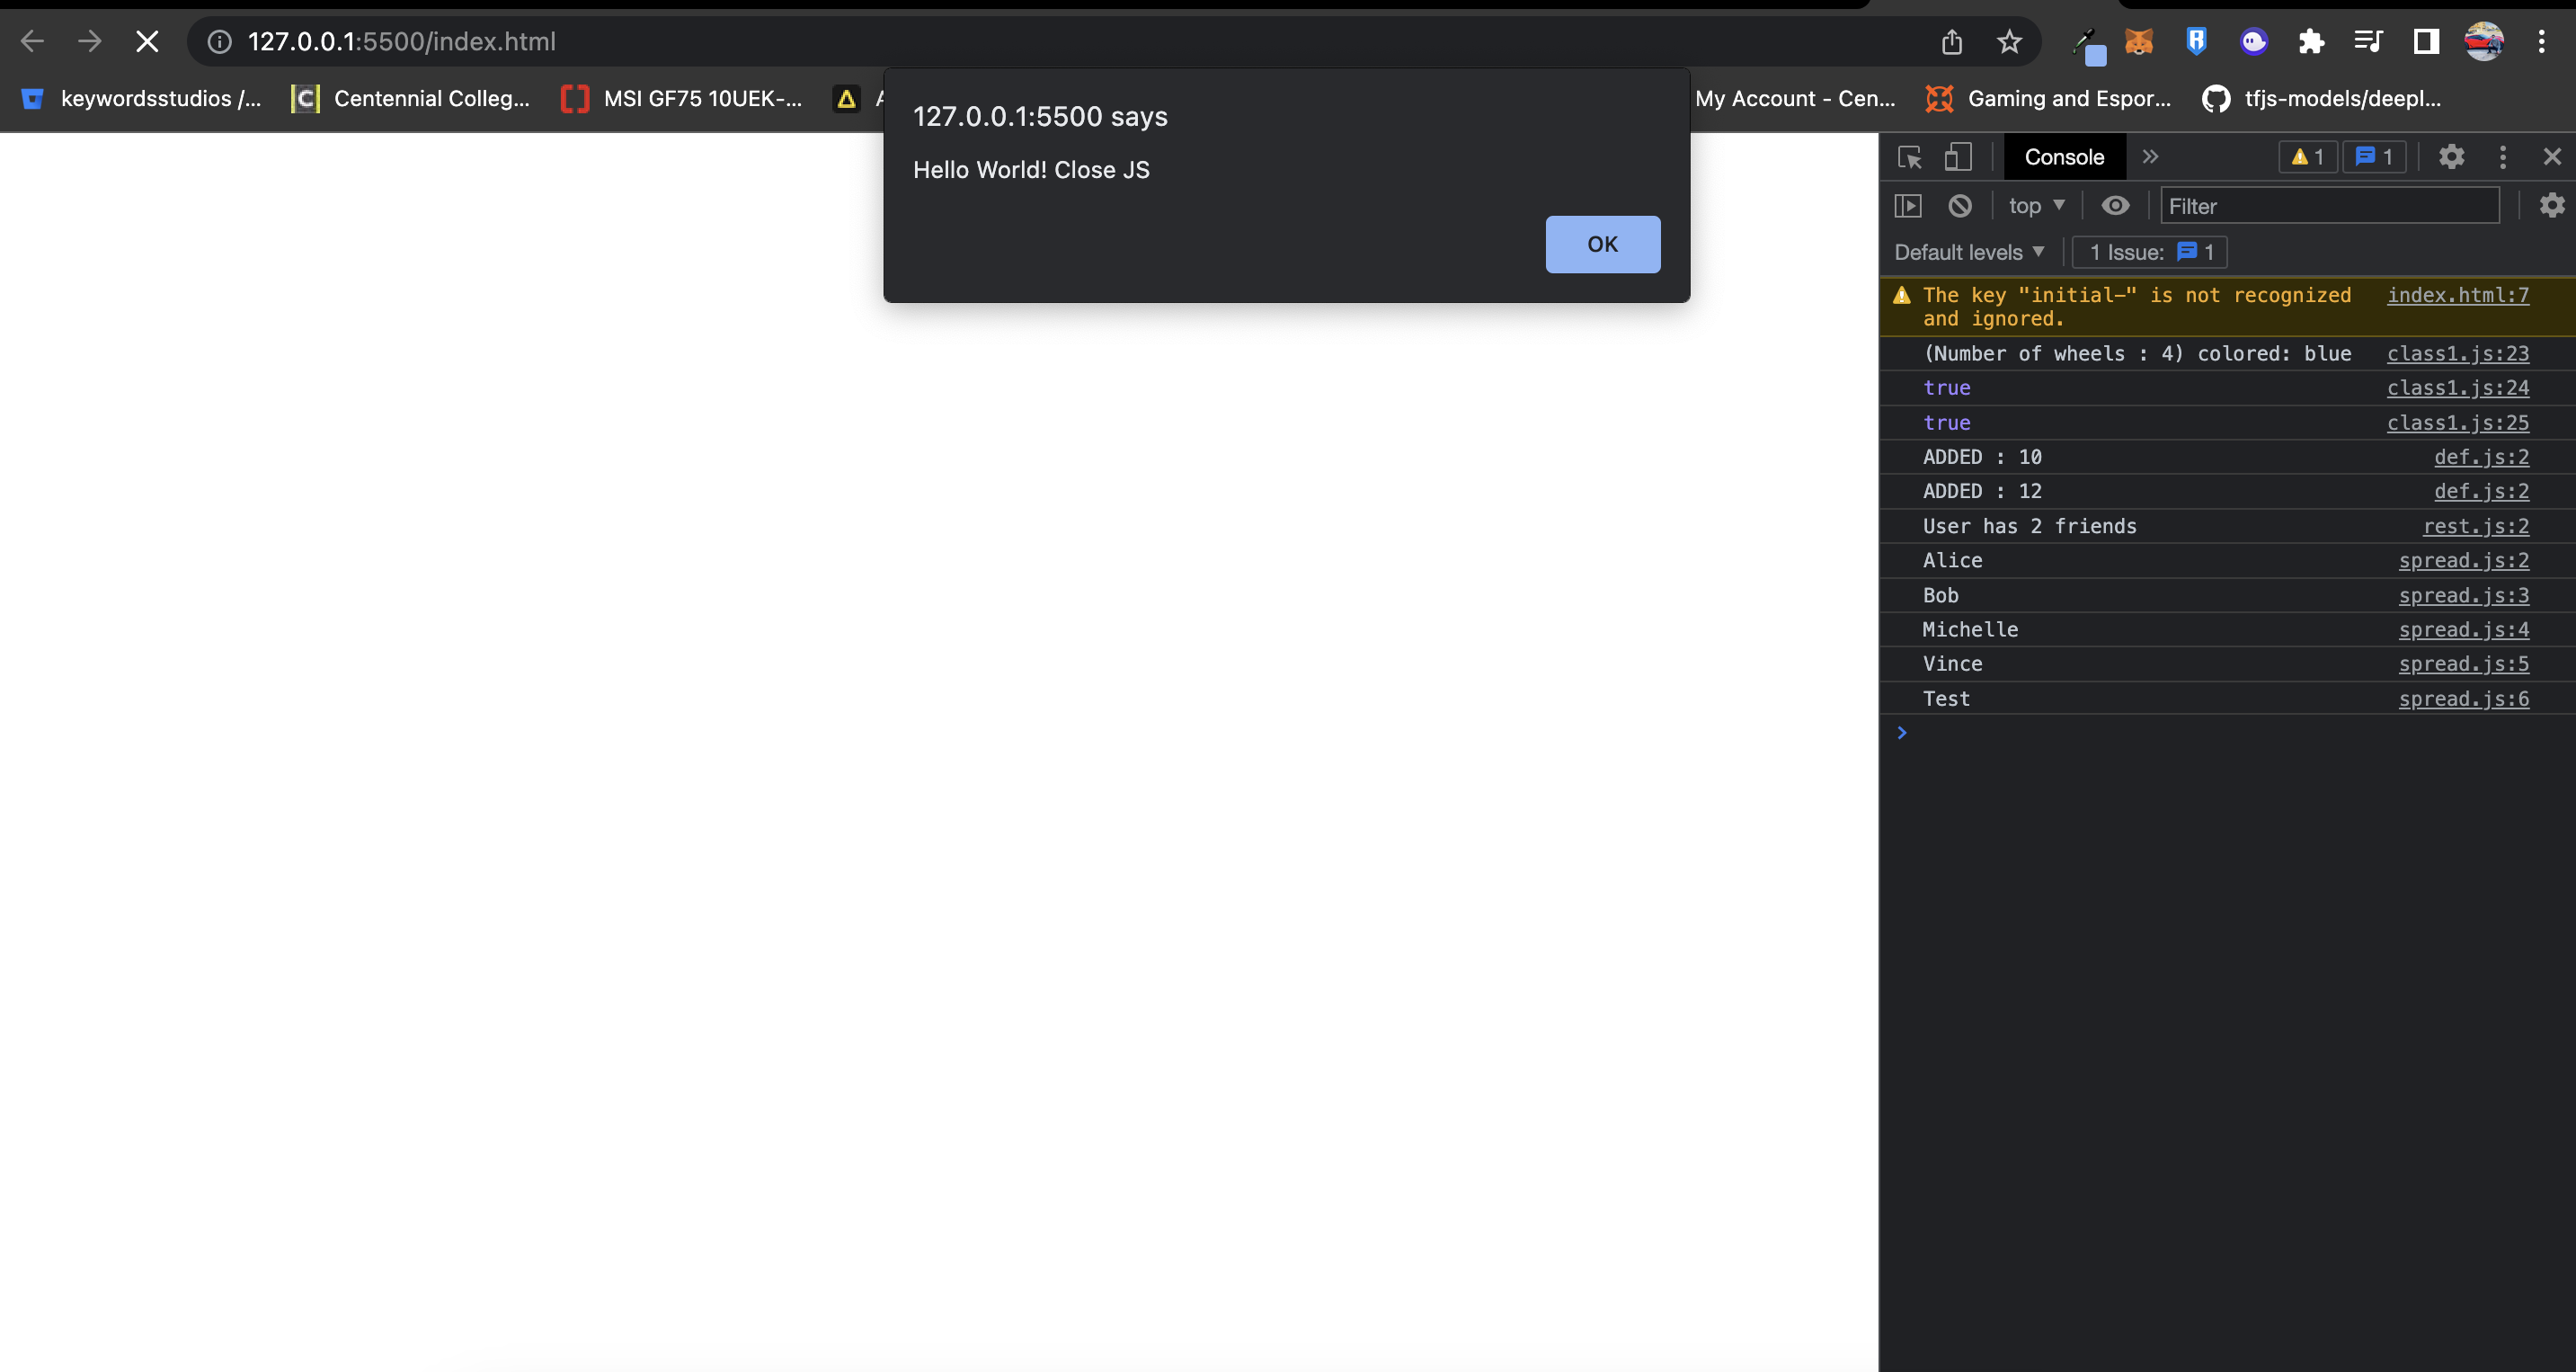 127.0.0.1:5500/index.html
keywordsstudios /...
Centennial Colleg...
MSI GF75 10UEK-...
My Account - Cen...
Gaming and Espor...
tfjs-models/deepl...
127.0.0.1:5500 says
Hello World! Close JS
OK
Console
1
1
top
Filter
Default levels
1 Issue: 1
The key "initial-" is not recognized index.html:7
and ignored.
(Number of wheels : 4) colored: blue class1.js:23
true class1.js:24
true class1.js:25
ADDED : 10 def.js:2
ADDED : 12 def.js:2
User has 2 friends rest.js:2
Alice spread.js:2
Bob spread.js:3
Michelle spread.js:4
Vince spread.js:5
Test spread.js:6